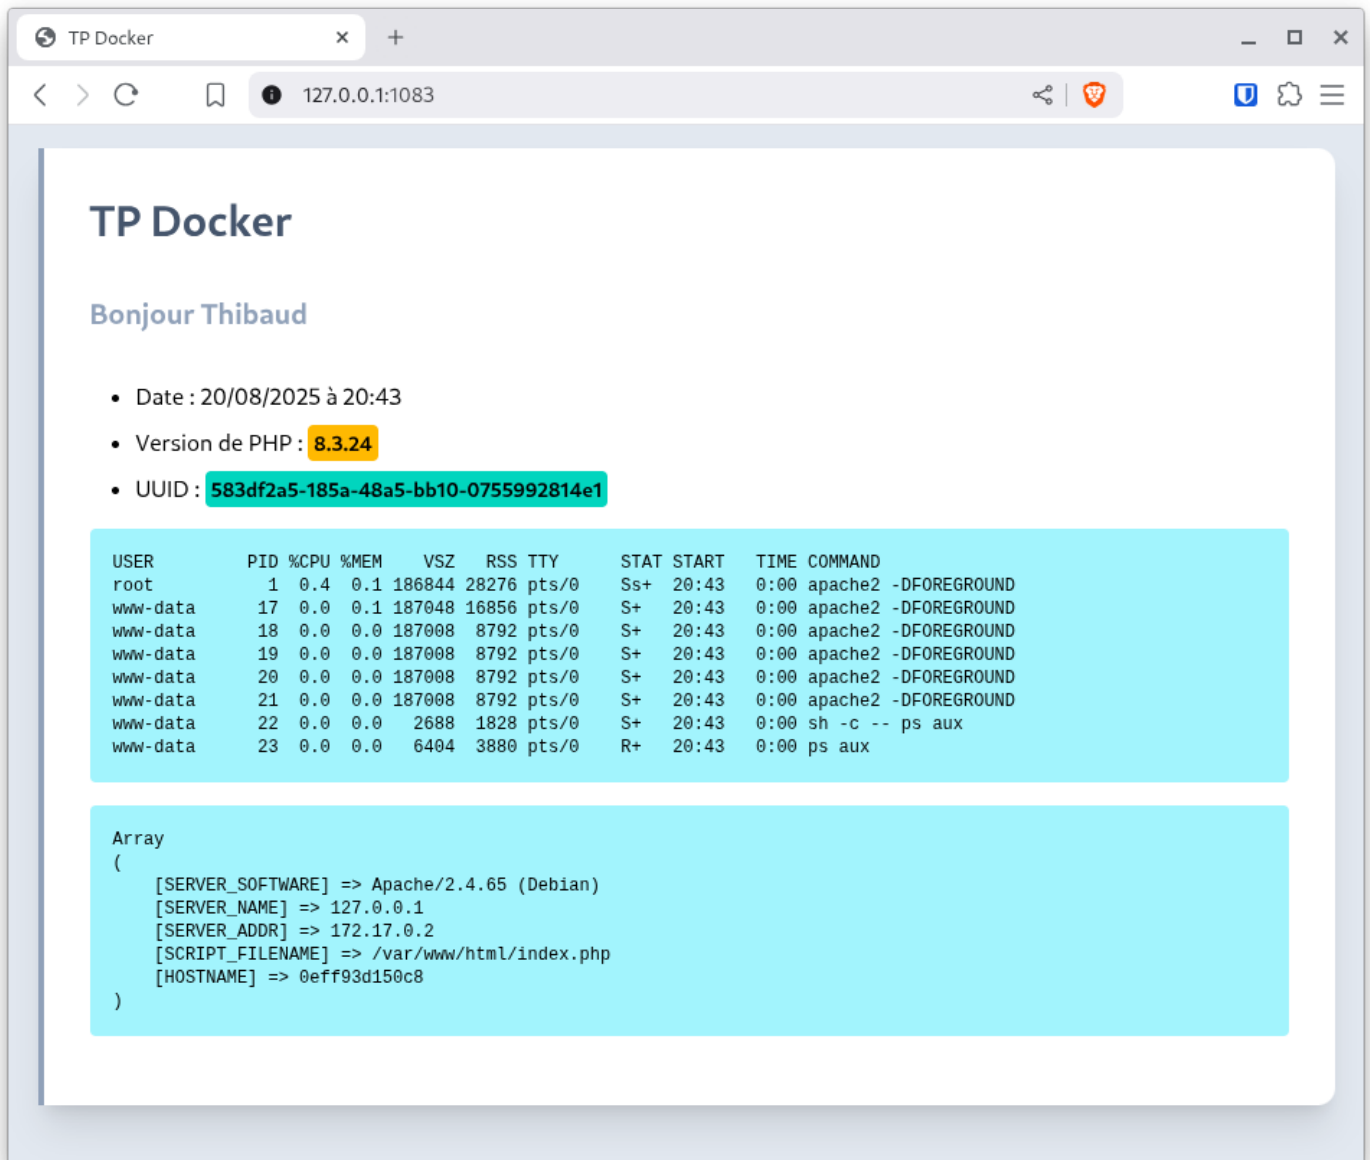 TP Docker
127.0.0.1:1083
TP Docker
Bonjour Thibaud
Date : 20/08/2025 à 20:43
Version de PHP : 8.3.24
UUID : 583df2a5-185a-48a5-bb10-0755992814e1
USER         PID %CPU %MEM    VSZ   RSS TTY      STAT START   TIME COMMAND
root           1  0.4  0.1 186844 28276 pts/0    Ss+  20:43   0:00 apache2 -DFOREGROUND
www-data      17  0.0  0.1 187048 16856 pts/0    S+   20:43   0:00 apache2 -DFOREGROUND
www-data      18  0.0  0.0 187008  8792 pts/0    S+   20:43   0:00 apache2 -DFOREGROUND
www-data      19  0.0  0.0 187008  8792 pts/0    S+   20:43   0:00 apache2 -DFOREGROUND
www-data      20  0.0  0.0 187008  8792 pts/0    S+   20:43   0:00 apache2 -DFOREGROUND
www-data      21  0.0  0.0 187008  8792 pts/0    S+   20:43   0:00 apache2 -DFOREGROUND
www-data      22  0.0  0.0   2688  1828 pts/0    S+   20:43   0:00 sh -c -- ps aux
www-data      23  0.0  0.0   6404  3880 pts/0    R+   20:43   0:00 ps aux
Array
(
    [SERVER_SOFTWARE] => Apache/2.4.65 (Debian)
    [SERVER_NAME] => 127.0.0.1
    [SERVER_ADDR] => 172.17.0.2
    [SCRIPT_FILENAME] => /var/www/html/index.php
    [HOSTNAME] => 0eff93d150c8
)